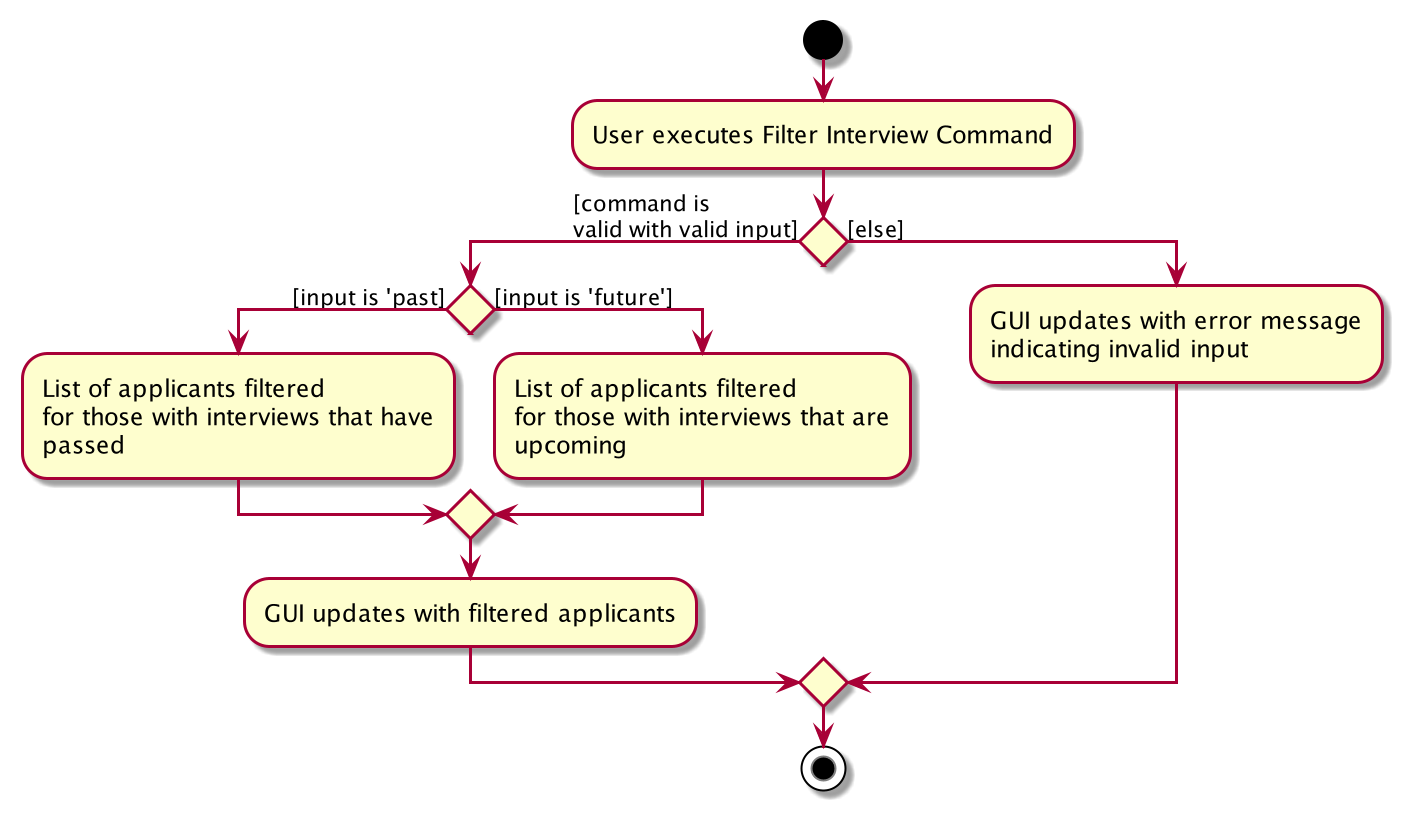 User executes Filter Interview Command
[command is
valid with valid input]
[else]
[input is 'past]
[input is 'future']
GUI updates with error message
indicating invalid input
List of applicants filtered
for those with interviews that have
passed
List of applicants filtered
for those with interviews that are
upcoming
GUI updates with filtered applicants